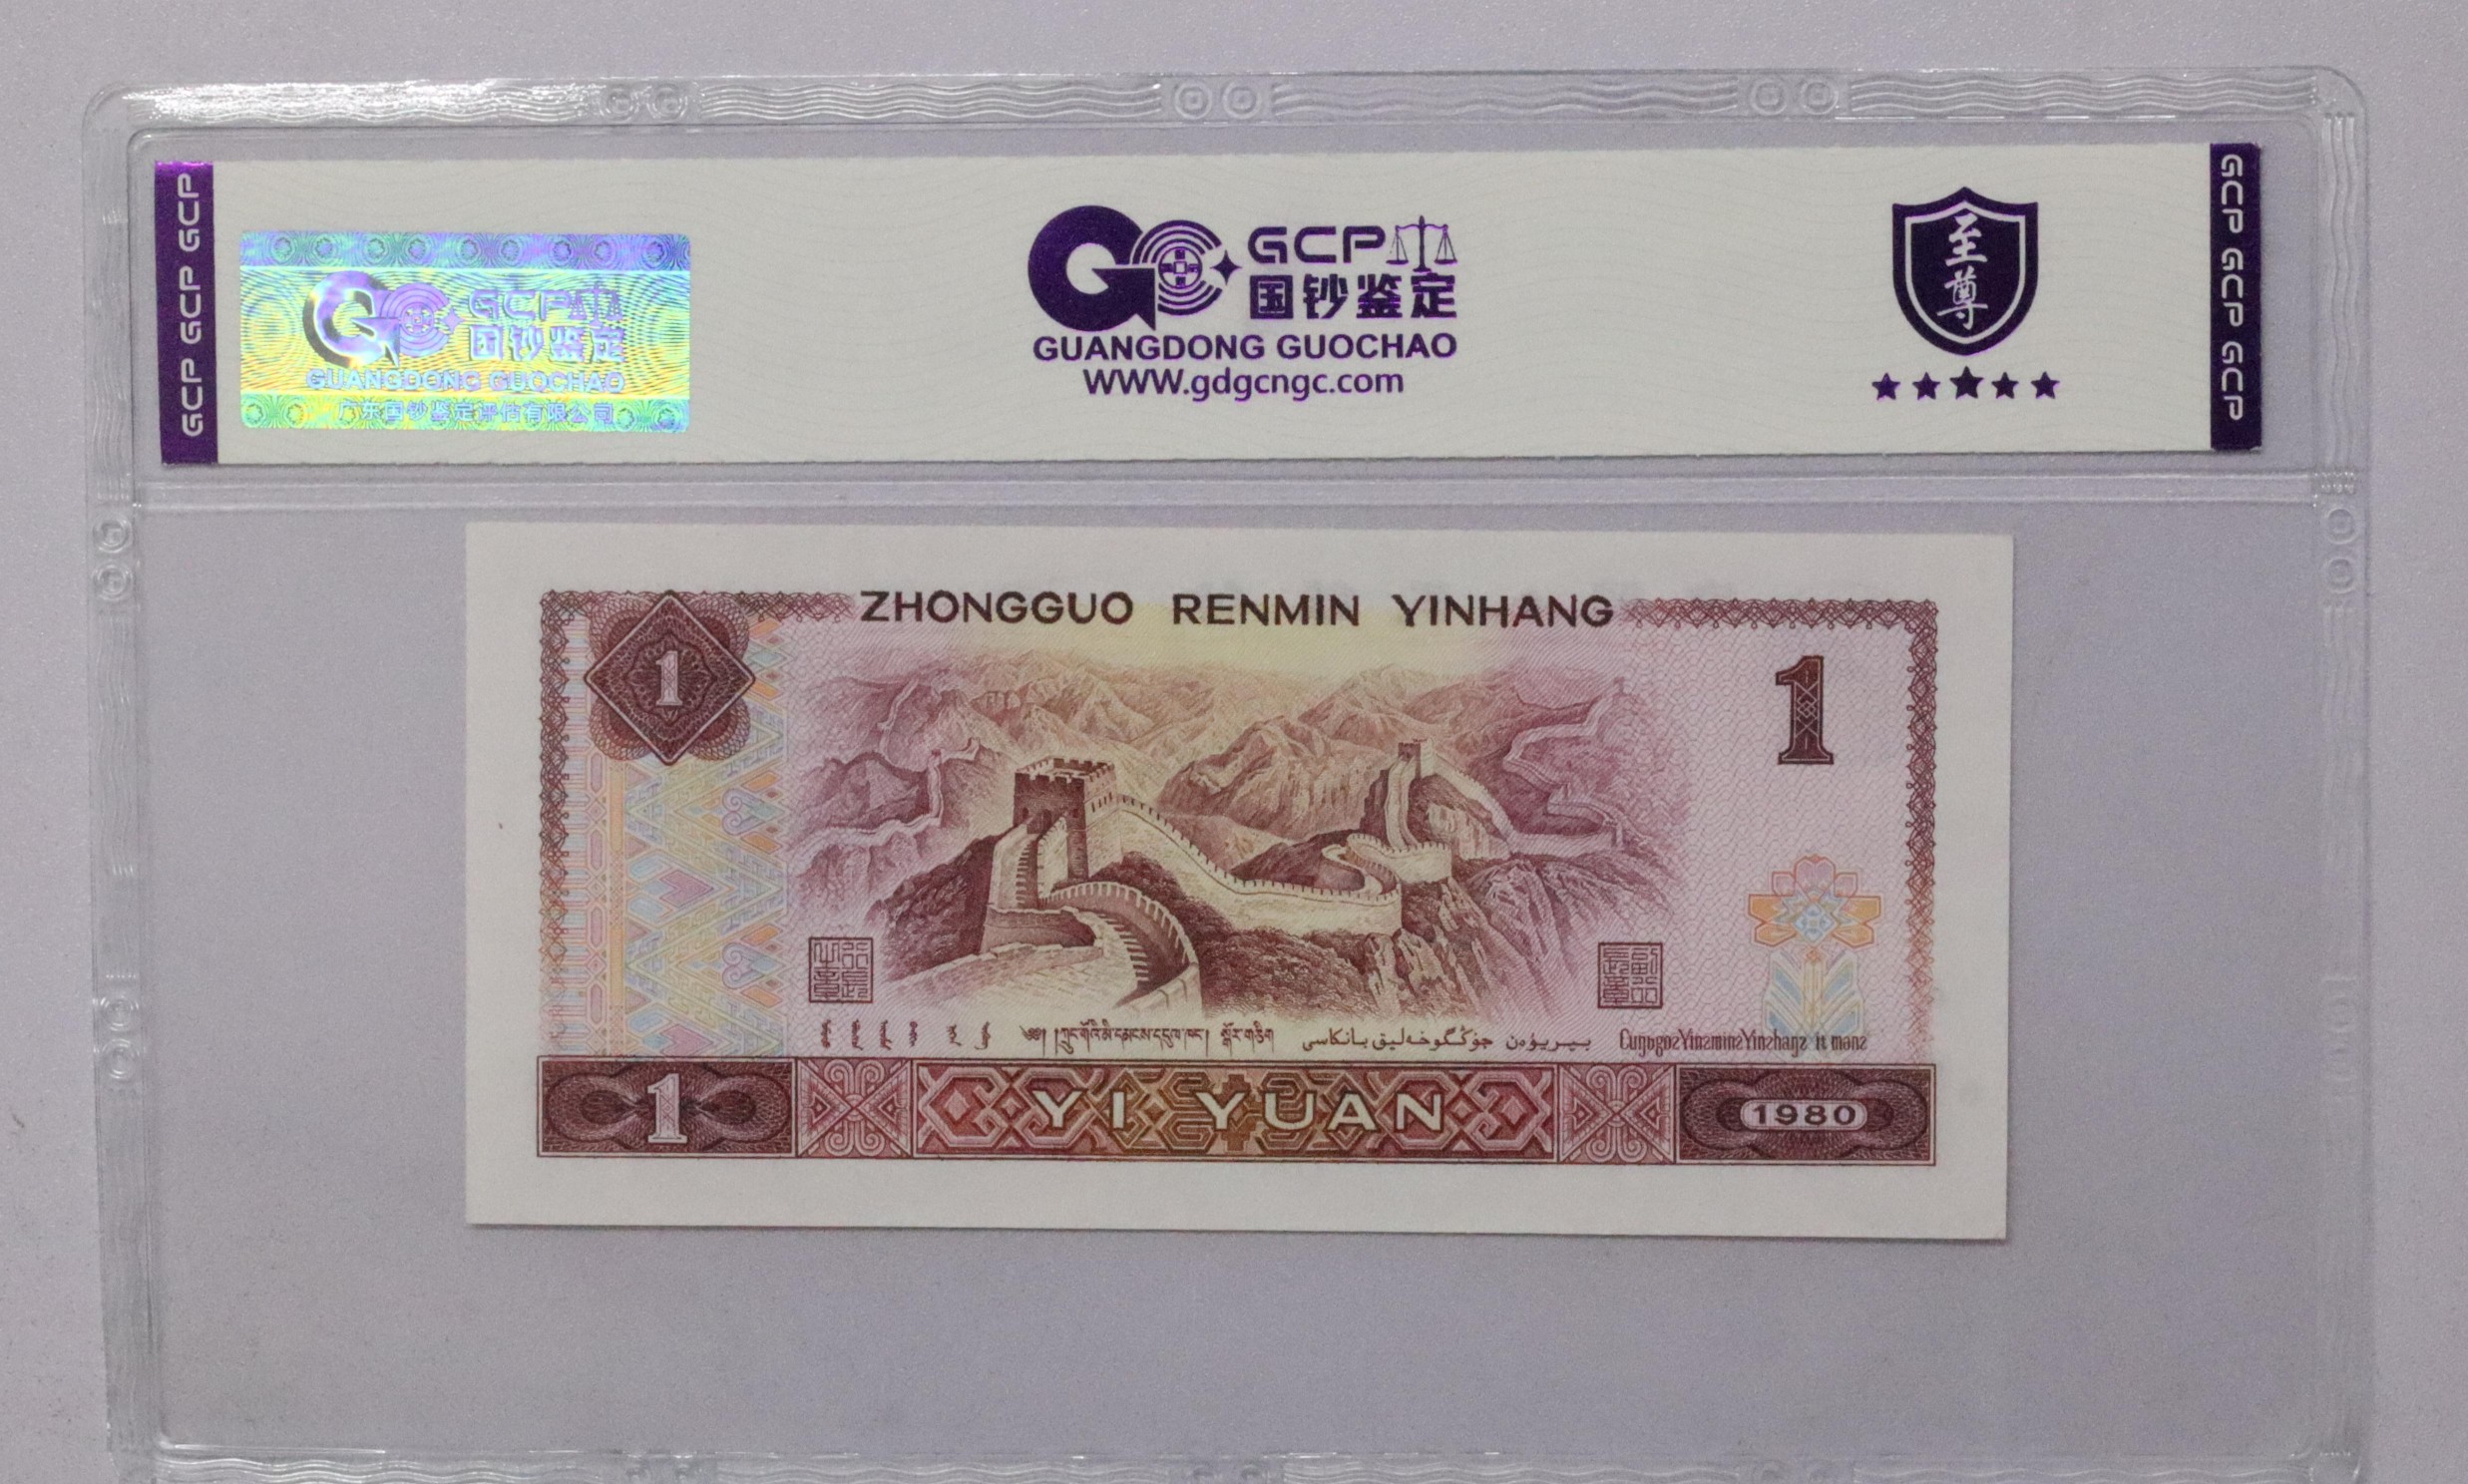 GCP GCP GCP
GCP
国钞鉴定
GUANGDONG GUOCHAO
广东国钞鉴定评估有限公司
GCP
国钞鉴定
GUANGDONG GUOCHAO
WWW.gdgcngc.com
至
尊
GCP GCP GCP
ZHONGGUO RENMIN YINHANG
1
1
YI YUAN
1
1980